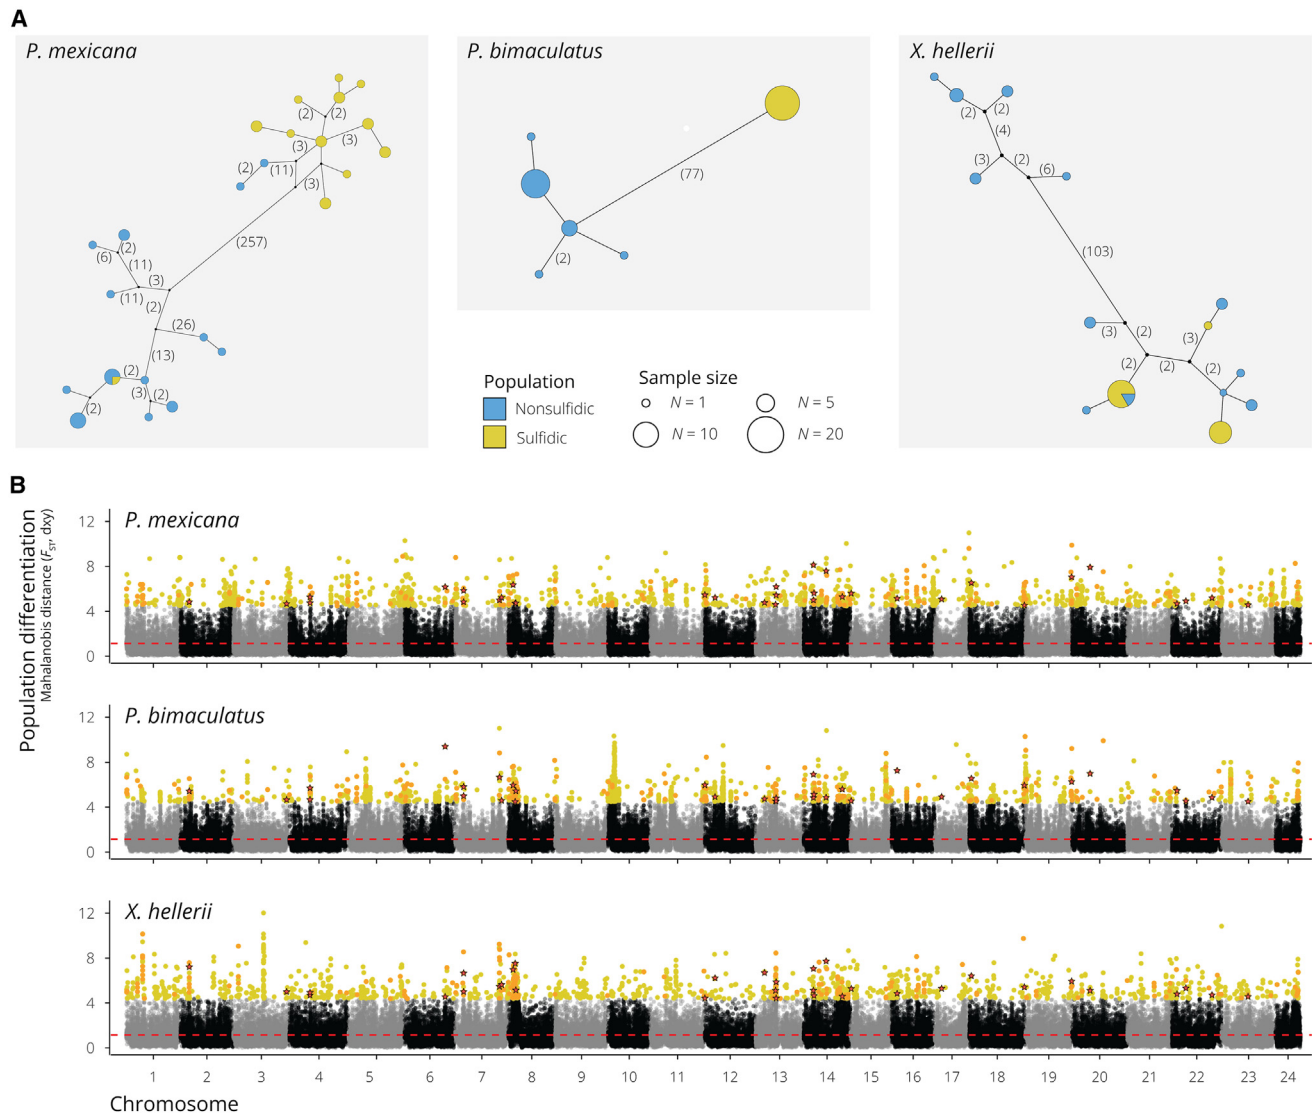 A
P. mexicana
(2)
(2)
(3)
(3)
(2)
(11)
(3)
(257)
(2)
(6)
(11)
(3)
(11)
(2)
(26)
(13)
(2)
(3)
(2)
(2)
P. bimaculatus
(77)
(2)
X. hellerii
(2)
(2)
(4)
(3)
(2)
(6)
(103)
(3)
(2)
(3)
(2)
(2)
(2)
Population
Nonsulfidic
Sulfidic
Sample size
N = 1
N = 5
N = 10
N = 20
B
Population differentiation
Mahalanobis distance (FST, dxy)
P. mexicana
12
8
4
0
P. bimaculatus
12
8
4
0
X. hellerii
12
8
4
0
1 2 3 4 5 6 7 8 9 10 11 12 13 14 15 16 17 18 19 20 21 22 23 24
Chromosome